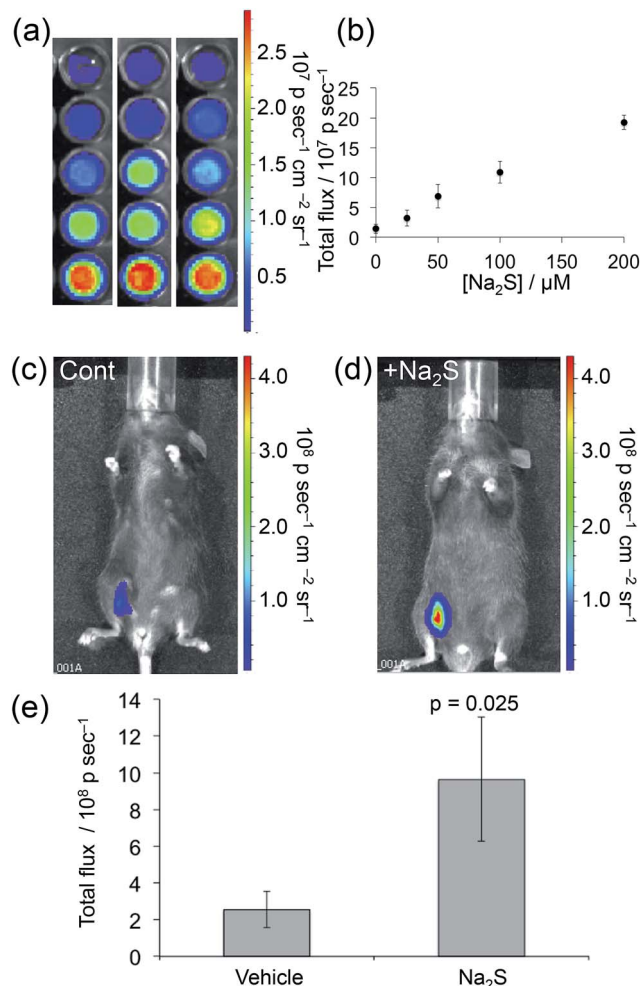 (a)
2.5
2.0
1.5
1.0
0.5
10⁷ p sec⁻¹ cm ⁻² sr⁻¹
(b)
Total flux / 10⁷ p sec⁻¹
25
20
15
10
5
0
0 50 100 150 200
[Na₂S] / µM
(c) Cont
4.0
3.0
2.0
1.0
10⁸ p sec⁻¹ cm ⁻² sr⁻¹
001A
(d) +Na₂S
4.0
3.0
2.0
1.0
10⁸ p sec⁻¹ cm ⁻² sr⁻¹
001A
(e)
Total flux / 10⁸ p sec⁻¹
14
12
10
8
6
4
2
0
p = 0.025
Vehicle Na₂S